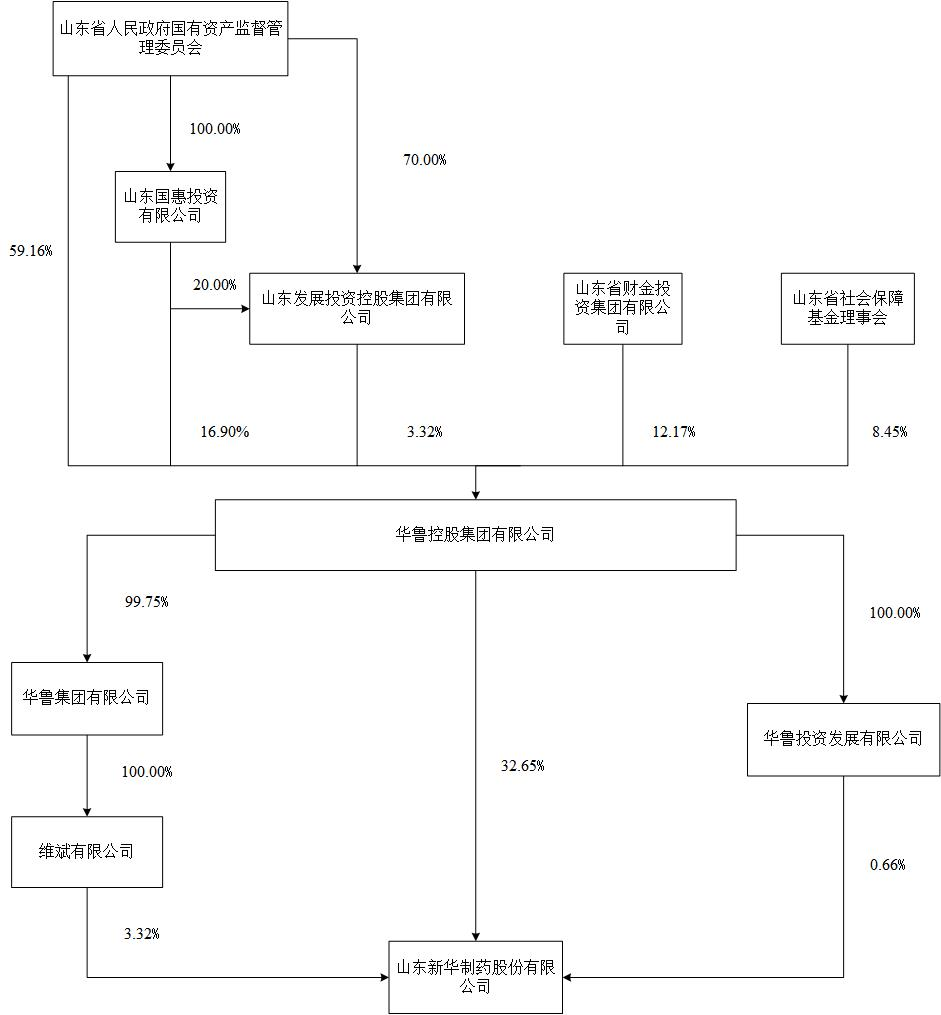 山东省人民政府国有资产监督管
理委员会
100.00%
70.00%
山东国惠投资
有限公司
59.16%
20.00%
山东发展投资控股集团有限
公司
山东省财金投
资集团有限公
司
山东省社会保障
基金理事会
16.90%
3.32%
12.17%
8.45%
华鲁控股集团有限公司
99.75%
100.00%
华鲁集团有限公司
华鲁投资发展有限公司
32.65%
100.00%
维斌有限公司
0.66%
3.32%
山东新华制药股份有限
公司